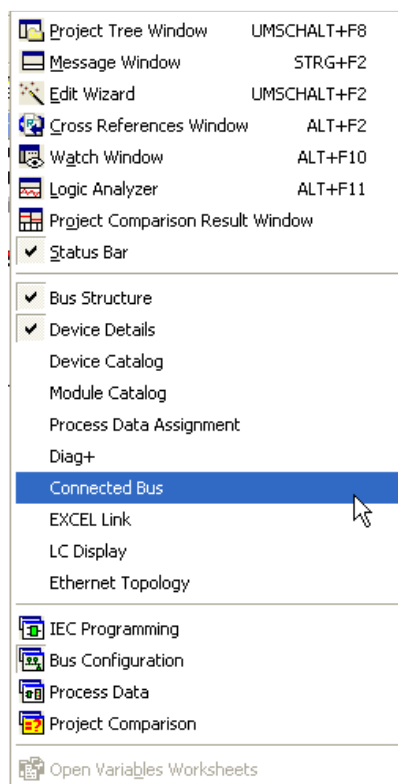 Project Tree Window UMSCHALT+F8
Message Window STRG+F2
Edit Wizard UMSCHALT+F2
Cross References Window ALT+F2
Watch Window ALT+F10
Logic Analyzer ALT+F11
Project Comparison Result Window
Status Bar
Bus Structure
Device Details
Device Catalog
Module Catalog
Process Data Assignment
Diag+
Connected Bus
EXCEL Link
LC Display
Ethernet Topology
IEC Programming
Bus Configuration
Process Data
Project Comparison
Open Variables Worksheets